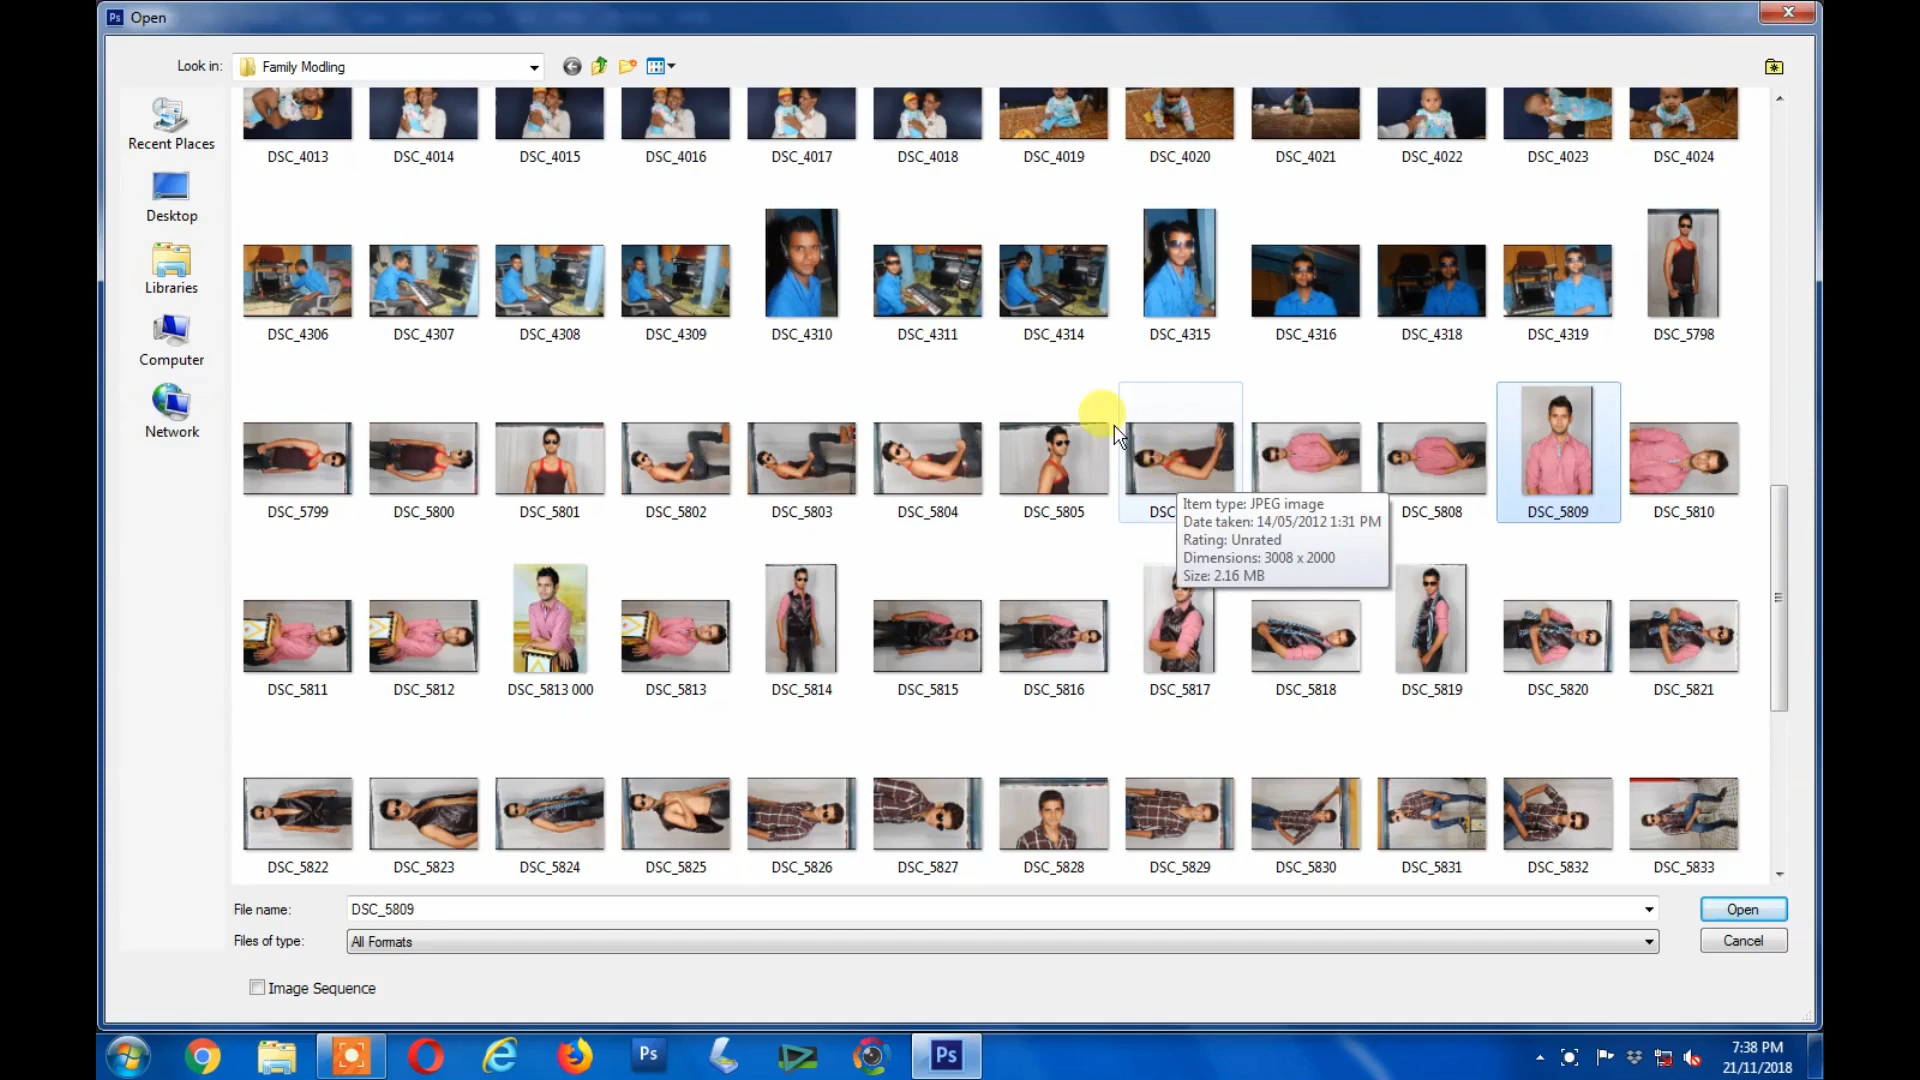 Ps Open
Look in: Family Modling
Recent Places
Desktop
Libraries
Computer
Network
DSC_4013 DSC_4014 DSC_4015 DSC_4016 DSC_4017 DSC_4018 DSC_4019 DSC_4020 DSC_4021 DSC_4022 DSC_4023 DSC_4024
DSC_4306 DSC_4307 DSC_4308 DSC_4309 DSC_4310 DSC_4311 DSC_4314 DSC_4315 DSC_4316 DSC_4318 DSC_4319 DSC_5798
DSC_5799 DSC_5800 DSC_5801 DSC_5802 DSC_5803 DSC_5804 DSC_5805 DSC DSC_5808 DSC_5809 DSC_5810
Item type: JPEG image
Date taken: 14/05/2012 1:31 PM
Rating: Unrated
Dimensions: 3008 x 2000
Size: 2.16 MB
DSC_5811 DSC_5812 DSC_5813 000 DSC_5813 DSC_5814 DSC_5815 DSC_5816 DSC_5817 DSC_5818 DSC_5819 DSC_5820 DSC_5821
DSC_5822 DSC_5823 DSC_5824 DSC_5825 DSC_5826 DSC_5827 DSC_5828 DSC_5829 DSC_5830 DSC_5831 DSC_5832 DSC_5833
File name: DSC_5809 Open
Files of type: All Formats Cancel
Image Sequence
Ps Ps
7:38 PM
21/11/2018